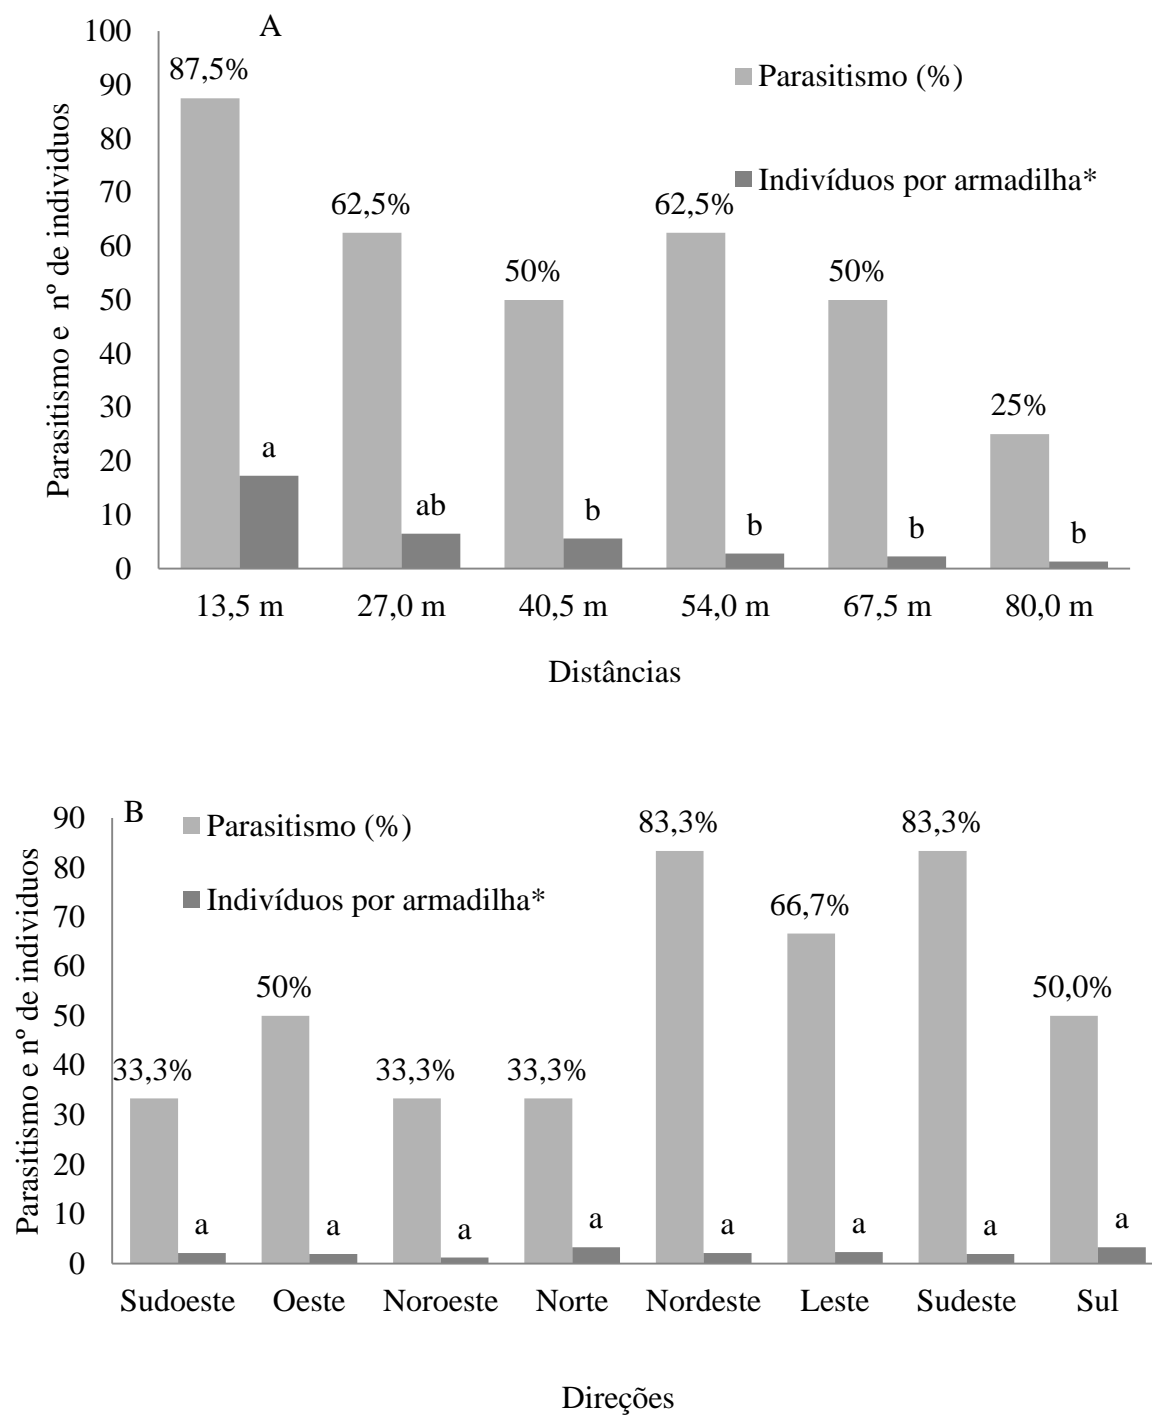 A
100
90
80
70
60
50
40
30
20
10
0
Parasitismo e nº de individuos
Parasitismo (%)
Indivíduos por armadilha*
87,5%
62,5%
50%
62,5%
50%
25%
a
ab
b
b
b
b
13,5 m 27,0 m 40,5 m 54,0 m 67,5 m 80,0 m
Distâncias
B
90
80
70
60
50
40
30
20
10
0
Parasitismo e nº de individuos
Parasitismo (%)
Indivíduos por armadilha*
33,3%
50%
33,3%
33,3%
83,3%
66,7%
83,3%
50,0%
a
a
a
a
a
a
a
a
Sudoeste Oeste Noroeste Norte Nordeste Leste Sudeste Sul
Direções